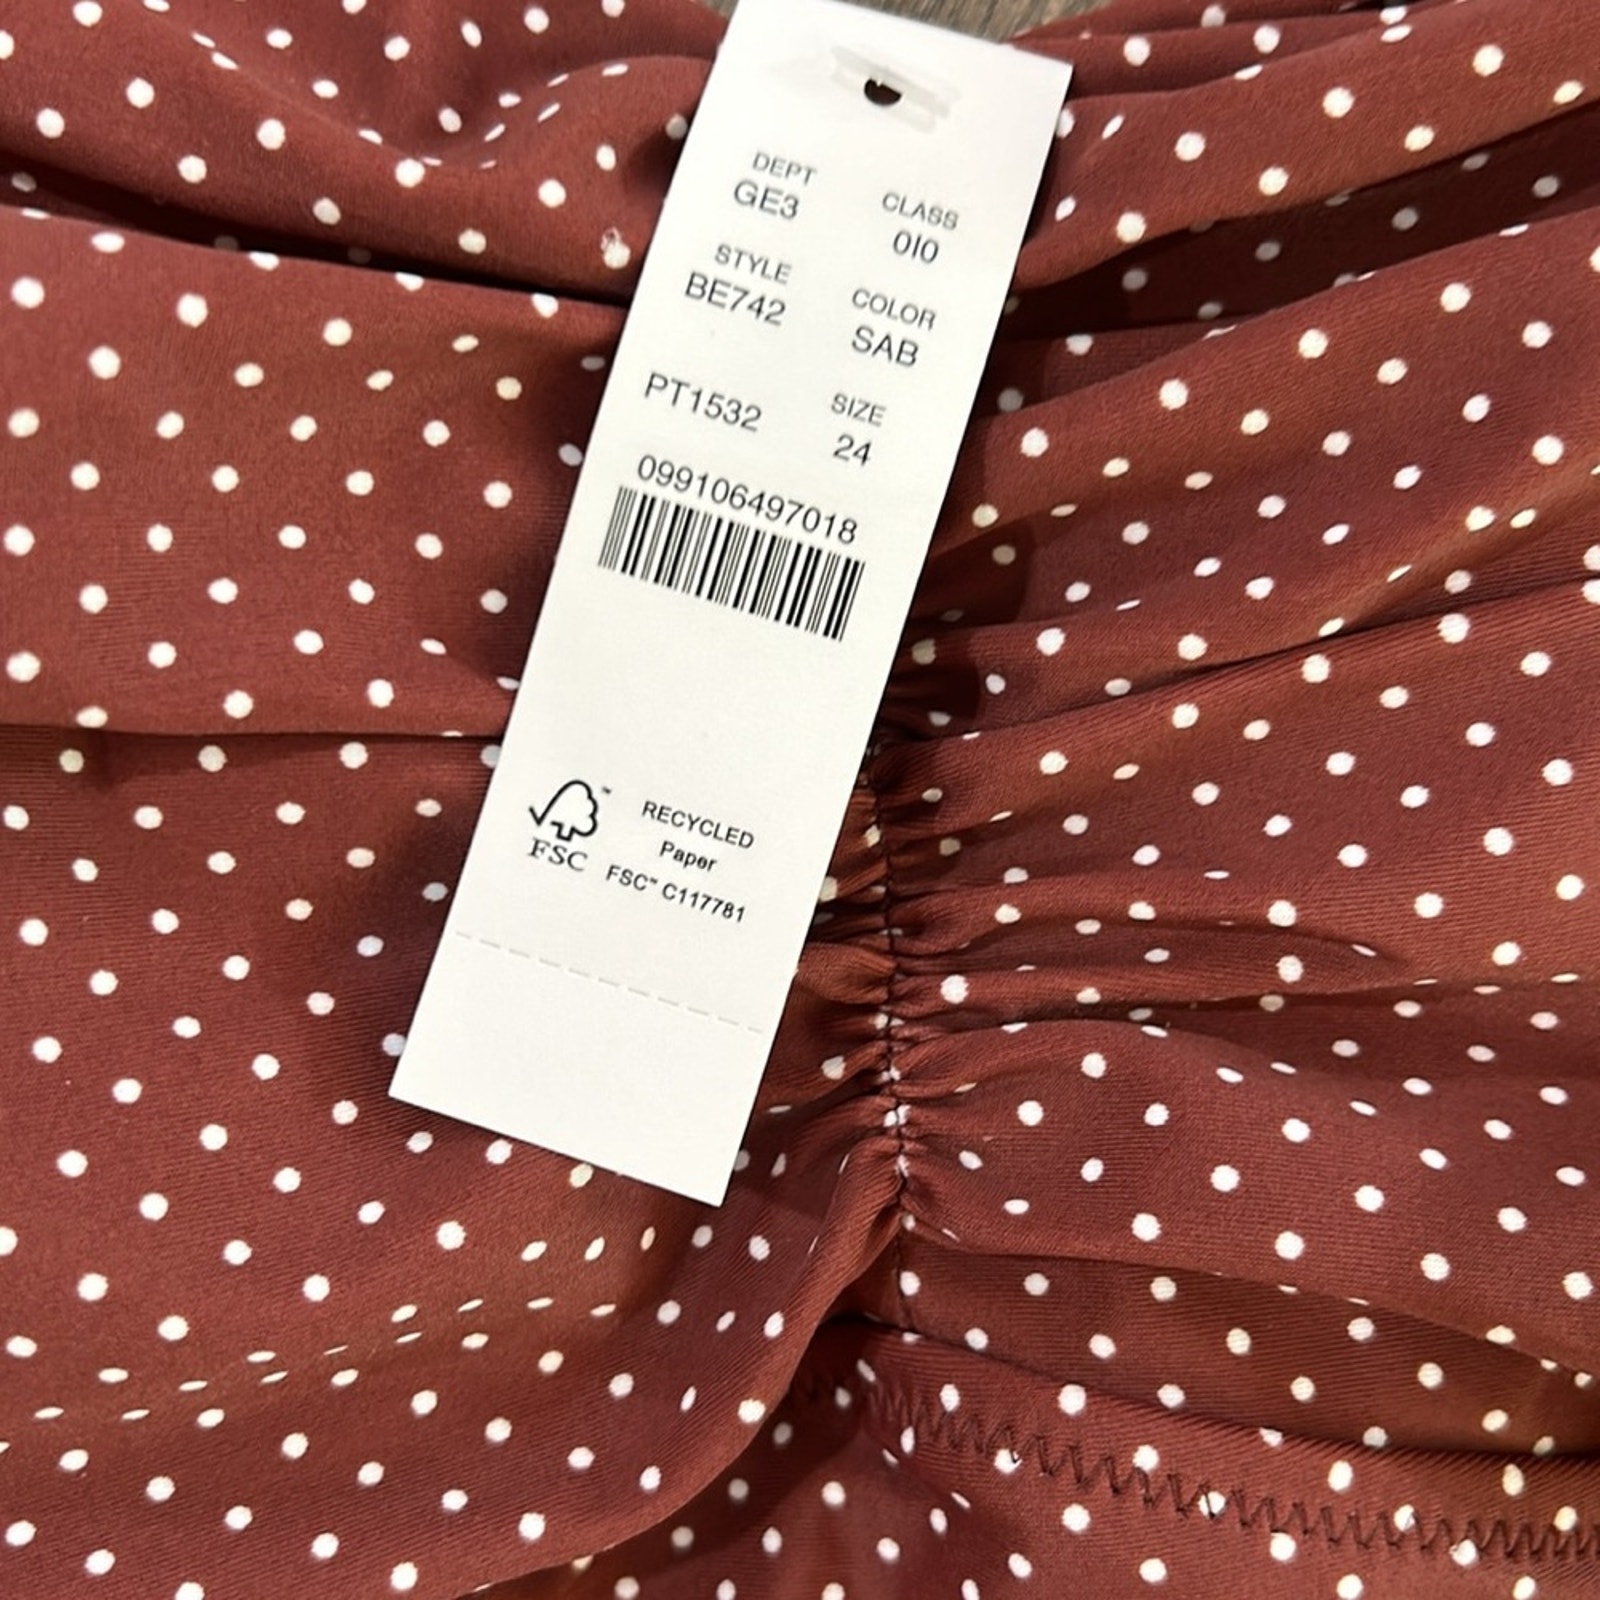 DEPT CLASS
GE3 010
STYLE COLOR
BE742 SAB
PT1532 SIZE
24
099106497018
FSC
RECYCLED
Paper
FSC™ C117781